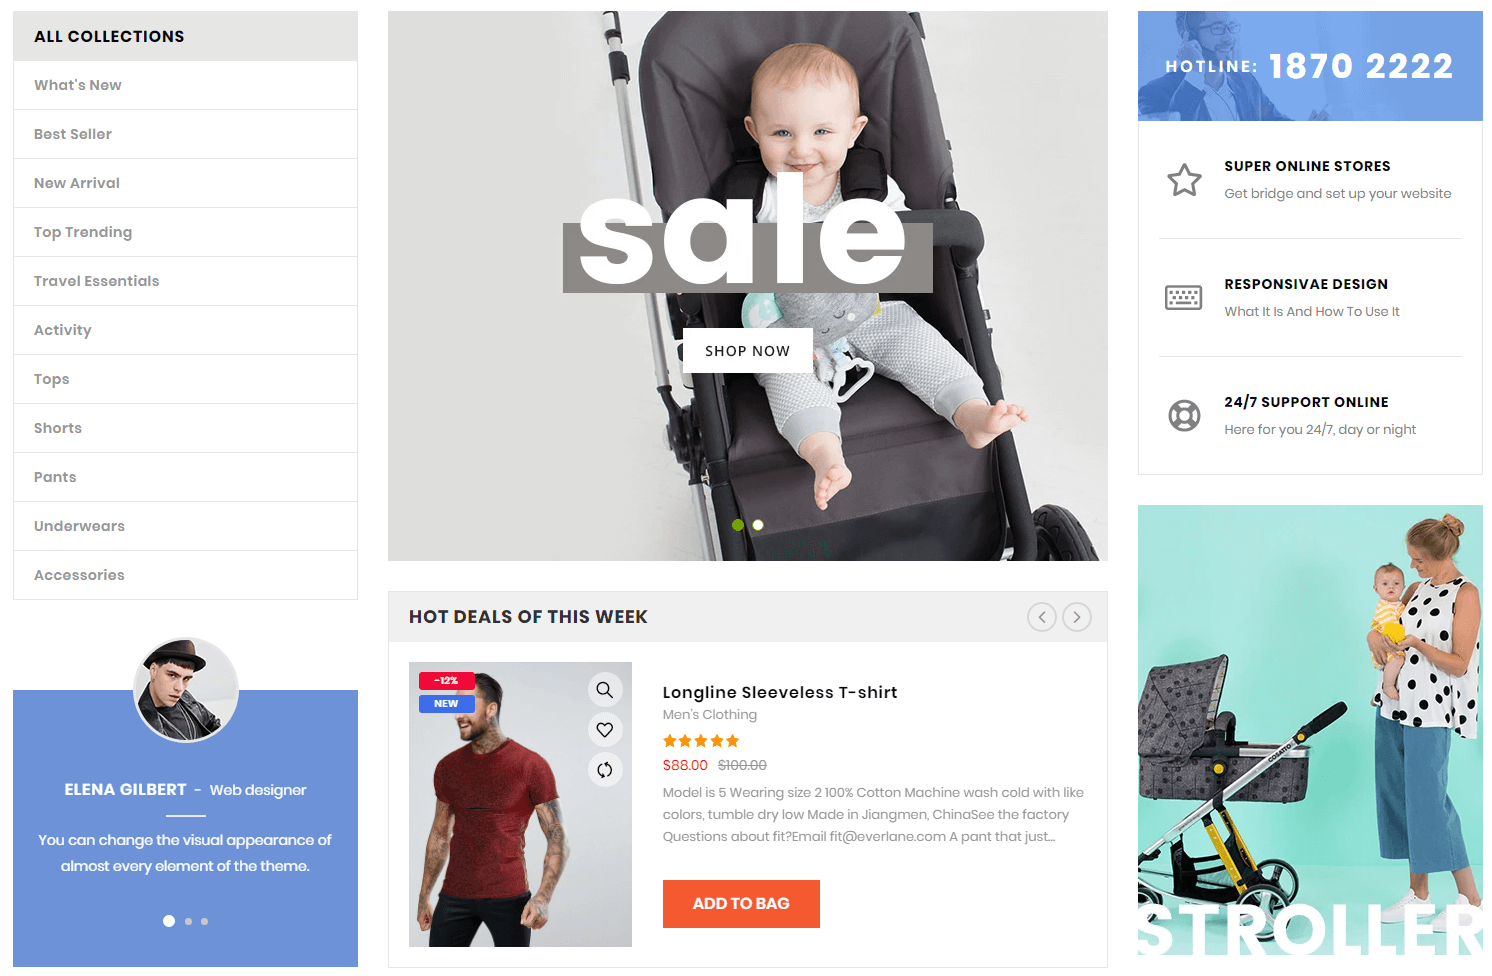 ALL COLLECTIONS
What's New
Best Seller
New Arrival
Top Trending
Travel Essentials
Activity
Tops
Shorts
Pants
Underwears
Accessories
ELENA GILBERT - Web designer
You can change the visual appearance of
almost every element of the theme.
sale
SHOP NOW
HOT DEALS OF THIS WEEK
-12%
NEW
Longline Sleeveless T-shirt
Men's Clothing
$88.00 $100.00
Model is 5 Wearing size 2 100% Cotton Machine wash cold with like
colors, tumble dry low Made in Jiangmen, ChinaSee the factory
Questions about fit?Email fit@everlane.com A pant that just...
ADD TO BAG
HOTLINE: 1870 2222
SUPER ONLINE STORES
Get bridge and set up your website
RESPONSIVAE DESIGN
What It Is And How To Use It
24/7 SUPPORT ONLINE
Here for you 24/7, day or night
COSATTO
STROLLER